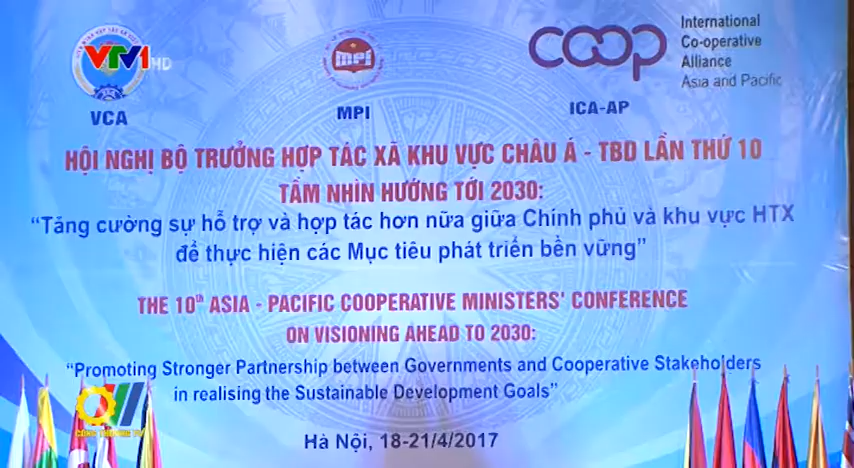 VTV1
HD
VCA
mpi
MPI
coop
International
Co-operative
Alliance
Asia and Pacific
ICA-AP
HỘI NGHỊ BỘ TRƯỞNG HỢP TÁC XÃ KHU VỰC CHÂU Á - TBD LẦN THỨ 10
TẦM NHÌN HƯỚNG TỚI 2030:
“Tăng cường sự hỗ trợ và hợp tác hơn nữa giữa Chính phủ và khu vực HTX
để thực hiện các Mục tiêu phát triển bền vững”
THE 10th ASIA - PACIFIC COOPERATIVE MINISTERS' CONFERENCE
ON VISIONING AHEAD TO 2030:
“Promoting Stronger Partnership between Governments and Cooperative Stakeholders
in realising the Sustainable Development Goals”
Hà Nội, 18-21/4/2017